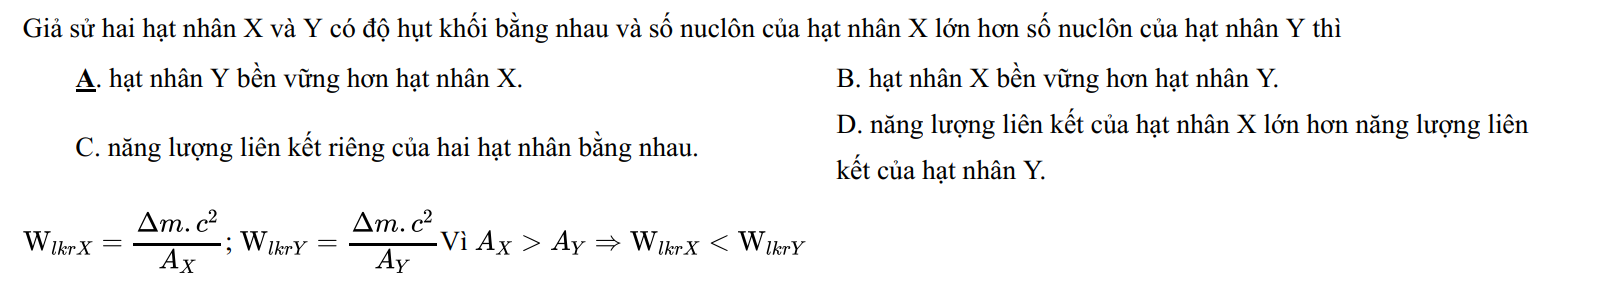 Giả sử hai hạt nhân X và Y có độ hụt khối bằng nhau và số nuclôn của hạt nhân X lớn hơn số nuclôn của hạt nhân Y thì
A. hạt nhân Y bền vững hơn hạt nhân X.
B. hạt nhân X bền vững hơn hạt nhân Y.
C. năng lượng liên kết riêng của hai hạt nhân bằng nhau.
D. năng lượng liên kết của hạt nhân X lớn hơn năng lượng liên
kết của hạt nhân Y.
$W_{lkrX} = \frac{\Delta m.c^2}{A_X}$; $W_{lkrY} = \frac{\Delta m.c^2}{A_Y}$ Vì $A_X > A_Y \Rightarrow W_{lkrX} < W_{lkrY}$